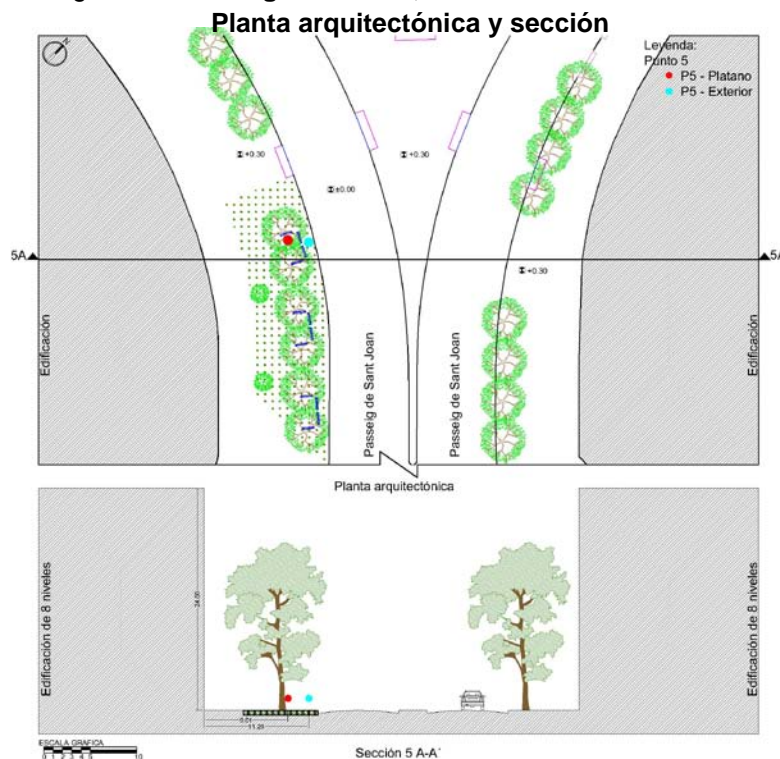 Planta arquitectónica y sección
N
Leyenda:
Punto 5
P5 - Platano
P5 - Exterior
+0.30
+0.30
±0.00
5A
5A
+0.30
Edificación
Passeig de Sant Joan
Passeig de Sant Joan
Edificación
Planta arquitectónica
Edificación de 8 niveles
24.00
Edificación de 8 niveles
11.26
ESCALA GRAFICA
10
Sección 5 A-A´